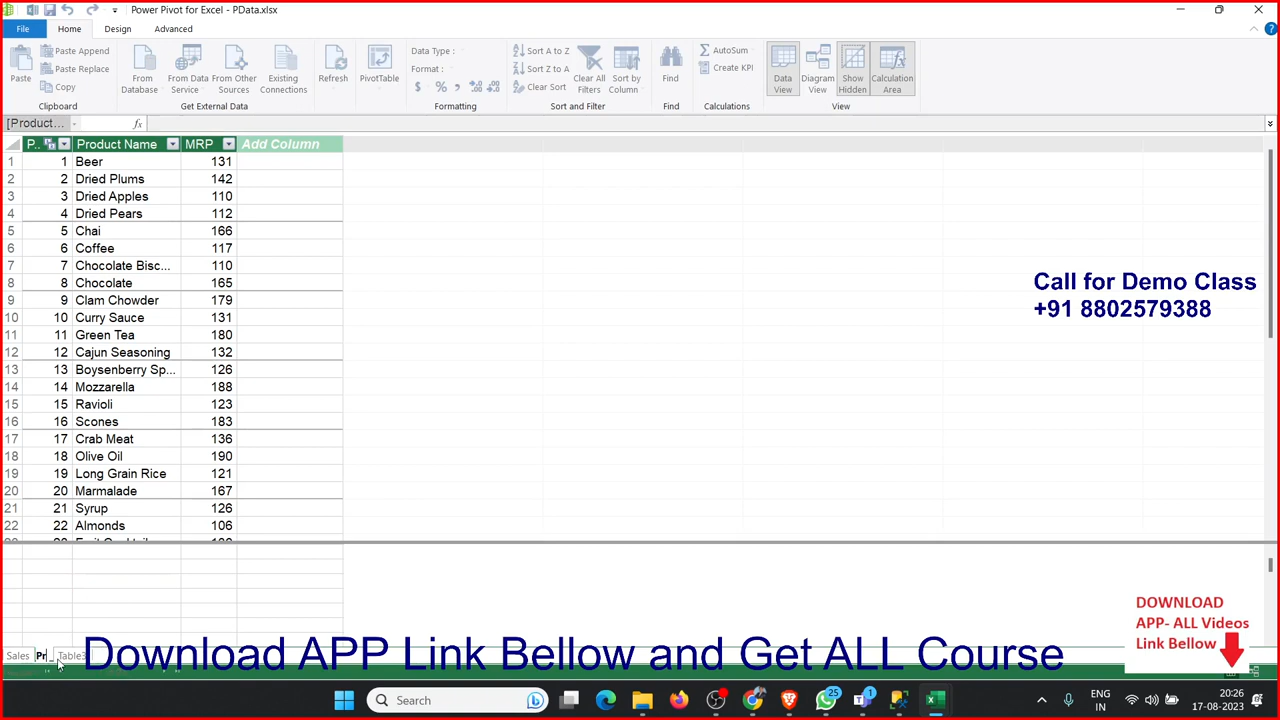 Power Pivot for Excel - PData.xlsx
File Home Design Advanced
Paste
Paste Append
Paste Replace
Copy
Clipboard
From Database
From Data Service
From Other Sources
Existing Connections
Get External Data
Refresh
PivotTable
Data Type :
Format :
$ % ,
Formatting
Sort A to Z
Sort Z to A
Clear Sort
Clear All Filters
Sort by Column
Sort and Filter
Find
Find
AutoSum
Create KPI
Calculations
Data View
Diagram View
Show Hidden
Calculation Area
View
[Product... fx
P.. Product Name MRP Add Column
1 1 Beer 131
2 2 Dried Plums 142
3 3 Dried Apples 110
4 4 Dried Pears 112
5 5 Chai 166
6 6 Coffee 117
7 7 Chocolate Bisc... 110
8 8 Chocolate 165
9 9 Clam Chowder 179
10 10 Curry Sauce 131
11 11 Green Tea 180
12 12 Cajun Seasoning 132
13 13 Boysenberry Sp... 126
14 14 Mozzarella 188
15 15 Ravioli 123
16 16 Scones 183
17 17 Crab Meat 136
18 18 Olive Oil 190
19 19 Long Grain Rice 121
20 20 Marmalade 167
21 21 Syrup 126
22 22 Almonds 106
Call for Demo Class
+91 8802579388
DOWNLOAD
APP- ALL Videos
Link Bellow
Sales Pr Table3
Download APP Link Bellow and Get ALL Course
Search
25
1
ENG
IN
20:26
17-08-2023